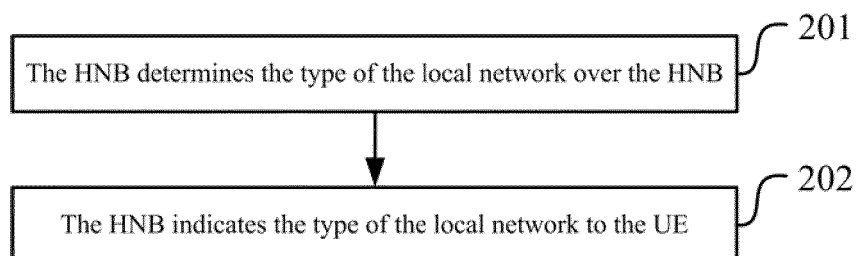 201
The HNB determines the type of the local network over the HNB
202
The HNB indicates the type of the local network to the UE